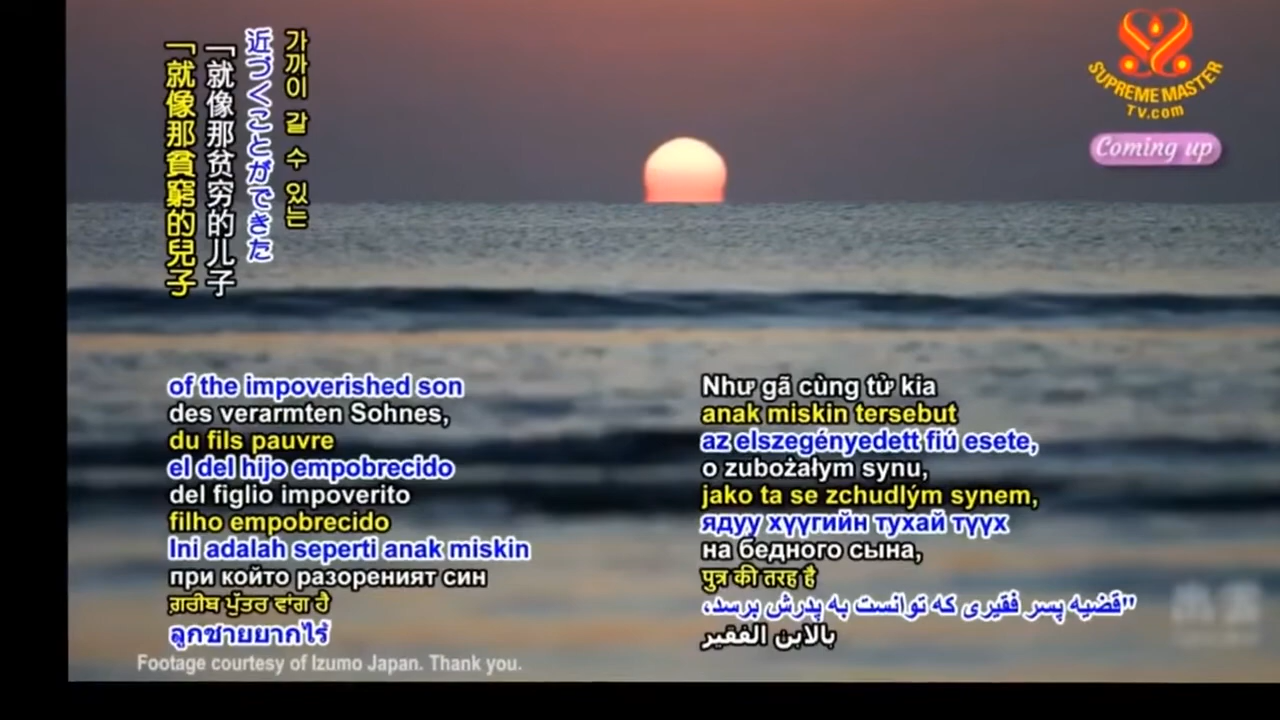 가까이 갈 수 있는
近づくことができた
「就像那贫穷的儿子
「就像那貧窮的兒子
SUPREME MASTER
TV.com
Coming up
of the impoverished son
des verarmten Sohnes,
du fils pauvre
el del hijo empobrecido
del figlio impoverito
filho empobrecido
Ini adalah seperti anak miskin
при който разореният син
ਗ਼ਰੀਬ ਪੁੱਤਰ ਵਾਂਗ ਹੈ
ลูกชายยากไร้
Như gã cùng tử kia
anak miskin tersebut
az elszegényedett fiú esete,
o zubożałym synu,
jako ta se zchudlým synem,
ядуу хүүгийн тухай түүх
на бедного сына,
पुत्र की तरह है
"قضیه پسر فقیری که توانست به پدرش برسد،
بالابن الفقير
Footage courtesy of Izumo Japan. Thank you.